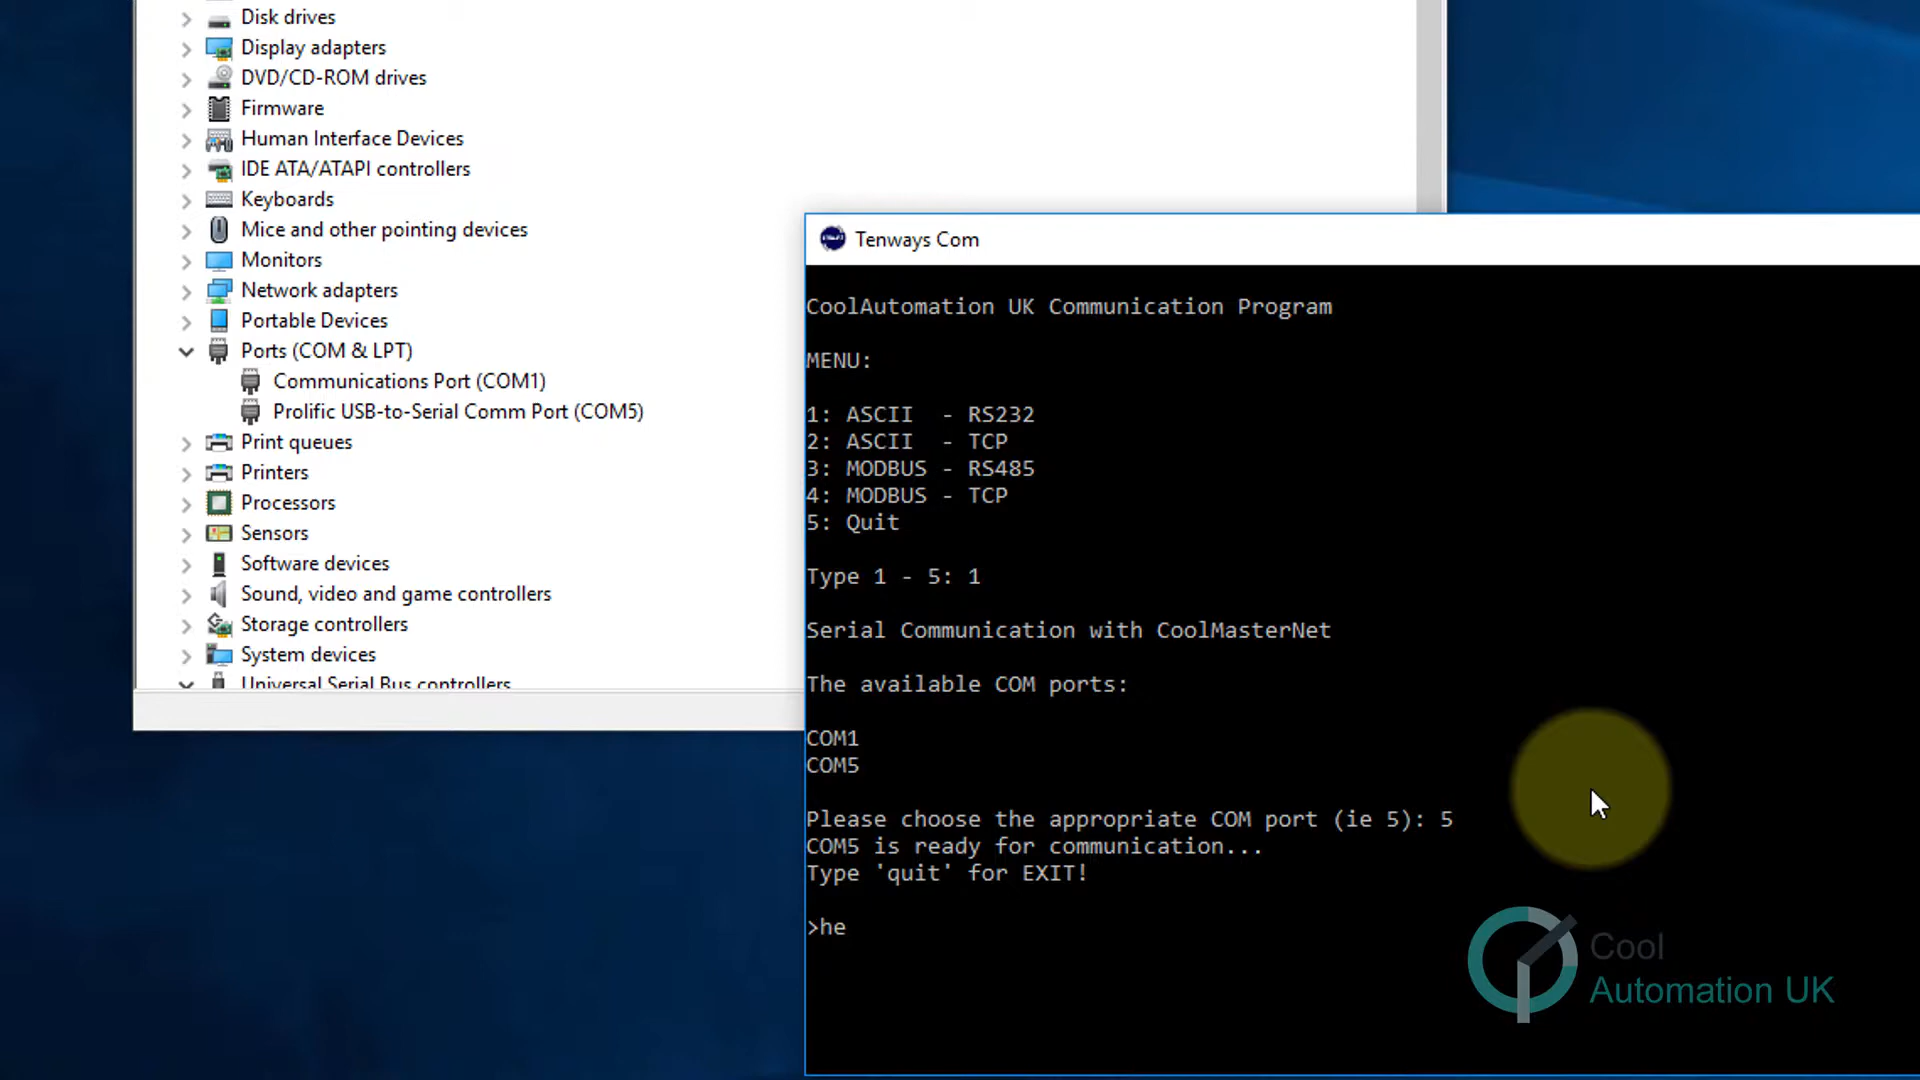 Disk drives
Display adapters
DVD/CD-ROM drives
Firmware
Human Interface Devices
IDE ATA/ATAPI controllers
Keyboards
Mice and other pointing devices
Monitors
Network adapters
Portable Devices
Ports (COM & LPT)
Communications Port (COM1)
Prolific USB-to-Serial Comm Port (COM5)
Print queues
Printers
Processors
Sensors
Software devices
Sound, video and game controllers
Storage controllers
System devices
Universal Serial Bus controllers
Tenways Com
CoolAutomation UK Communication Program
MENU:
1: ASCII  - RS232
2: ASCII  - TCP
3: MODBUS - RS485
4: MODBUS - TCP
5: Quit
Type 1 - 5: 1
Serial Communication with CoolMasterNet
The available COM ports:
COM1
COM5
Please choose the appropriate COM port (ie 5): 5
COM5 is ready for communication...
Type 'quit' for EXIT!
>he
Cool
Automation UK